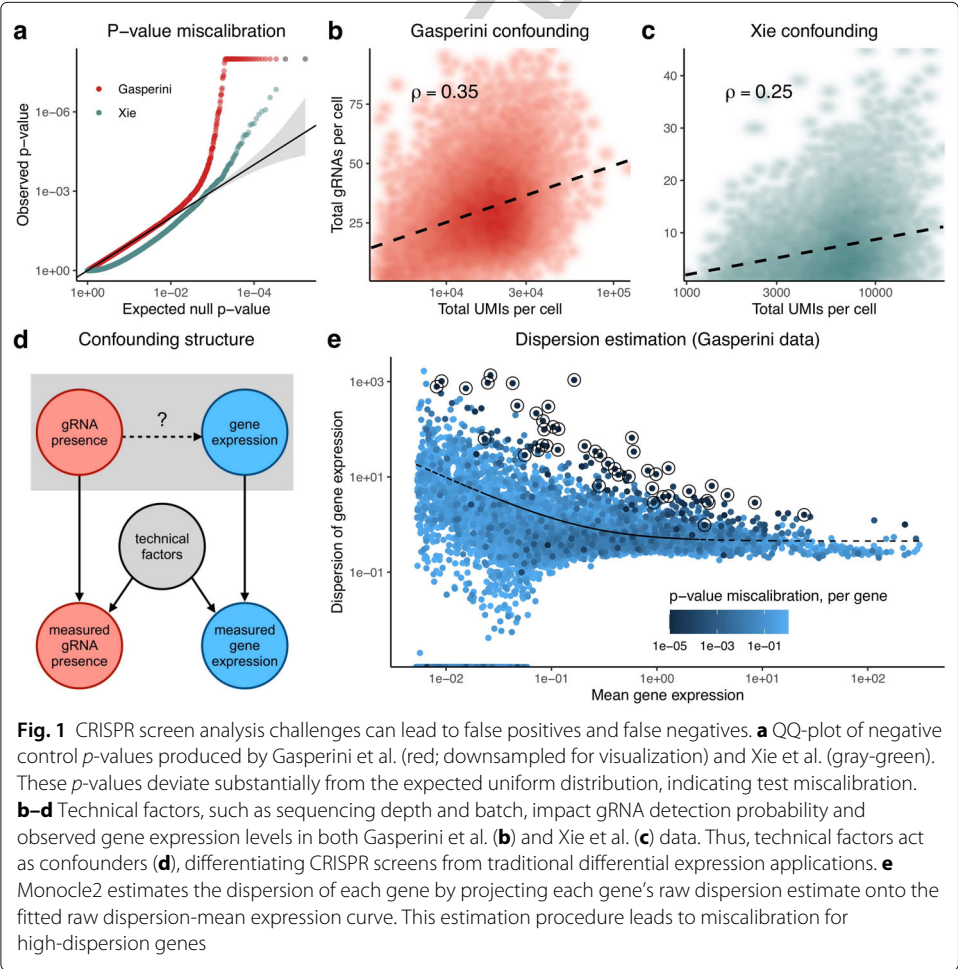 a P−value miscalibration
Observed p−value
1e−06
1e−03
1e+00
Gasperini
Xie
1e+00 1e−02 1e−04
Expected null p−value
b Gasperini confounding
Total gRNAs per cell
75
50
25
ρ = 0.35
1e+04 3e+04 1e+05
Total UMIs per cell
c Xie confounding
40
30
20
10
ρ = 0.25
1000 3000 10000
Total UMIs per cell
d Confounding structure
gRNA
presence
?
gene
expression
technical
factors
measured
gRNA
presence
measured
gene
expression
e Dispersion estimation (Gasperini data)
Dispersion of gene expression
1e+03
1e+01
1e−01
p−value miscalibration, per gene
1e−05 1e−03 1e−01
1e−02 1e−01 1e+00 1e+01 1e+02
Mean gene expression
Fig. 1 CRISPR screen analysis challenges can lead to false positives and false negatives. a QQ-plot of negative
control p-values produced by Gasperini et al. (red; downsampled for visualization) and Xie et al. (gray-green).
These p-values deviate substantially from the expected uniform distribution, indicating test miscalibration.
b–d Technical factors, such as sequencing depth and batch, impact gRNA detection probability and
observed gene expression levels in both Gasperini et al. (b) and Xie et al. (c) data. Thus, technical factors act
as confounders (d), differentiating CRISPR screens from traditional differential expression applications. e
Monocle2 estimates the dispersion of each gene by projecting each gene's raw dispersion estimate onto the
fitted raw dispersion-mean expression curve. This estimation procedure leads to miscalibration for
high-dispersion genes